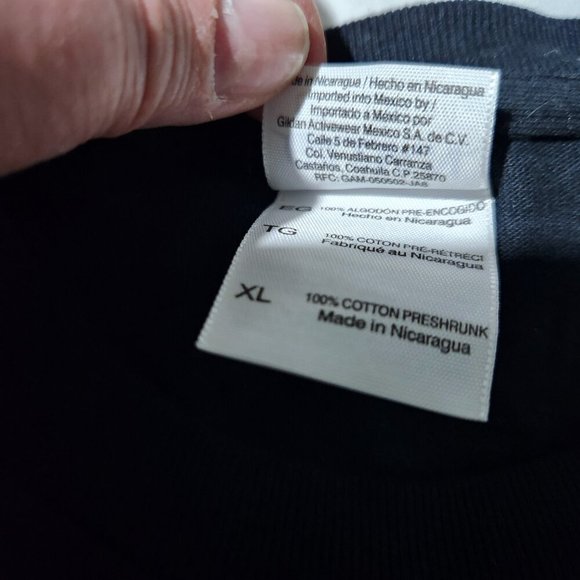 in Nicaragua / Hecho en Nicaragua
Imported into Mexico by /
Importado a Mexico por
Gildan Activewear Mexico S.A. de C.V.
Calle 5 de Febrero #147
Col. Venustiano Carranza
Castaños, Coahuila C.P. 25870
RFC: GAM-050502-JA8
EG 100% ALGODÓN PRE-ENCOGIDO
Hecho en Nicaragua
TG 100% COTON PRÉ-RÉTRÉCI
Fabriqué au Nicaragua
XL 100% COTTON PRESHRUNK
Made in Nicaragua